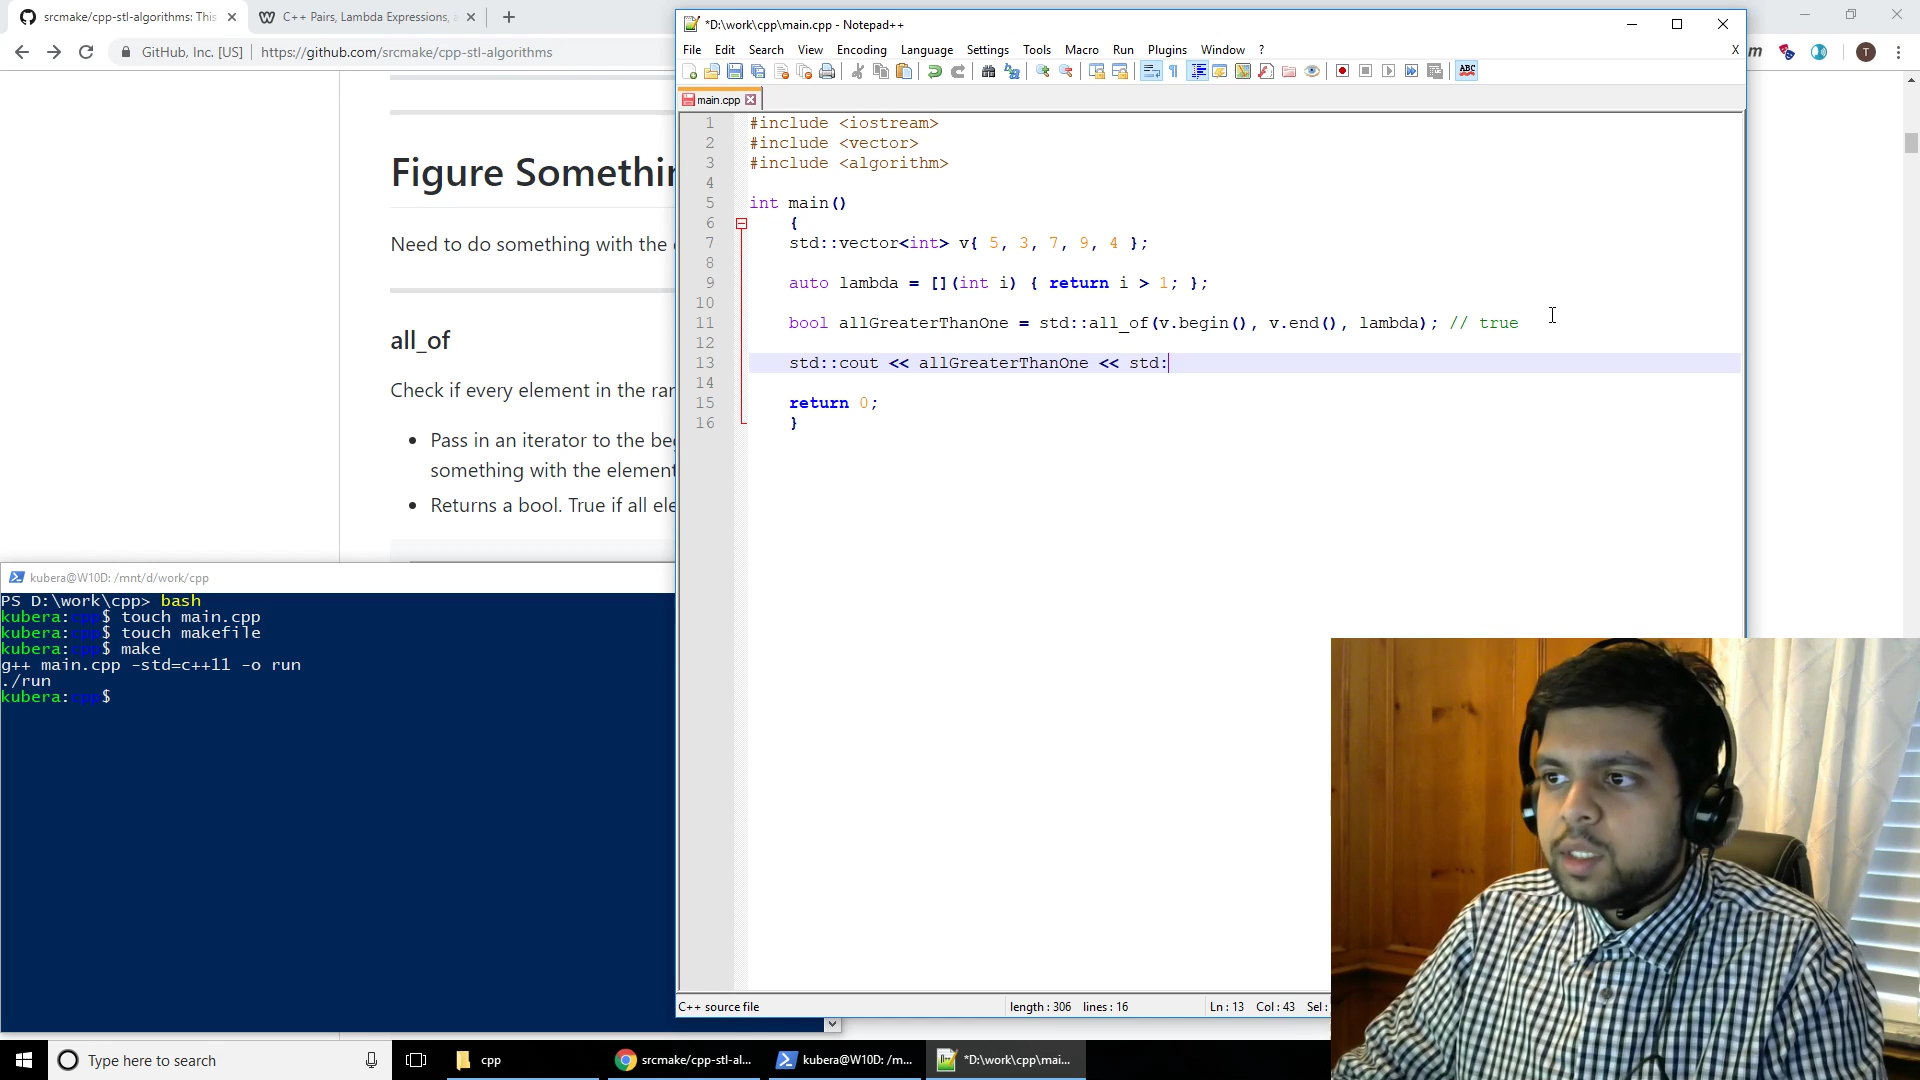 srcmake/cpp-stl-algorithms: This
C++ Pairs, Lambda Expressions,
GitHub, Inc. [US]
https://github.com/srcmake/cpp-stl-algorithms
T
Figure Somethin
Need to do something with the
all_of
Check if every element in the ran
Pass in an iterator to the be
something with the element
Returns a bool. True if all ele
*D:\work\cpp\main.cpp - Notepad++
File Edit Search View Encoding Language Settings Tools Macro Run Plugins Window ? X
ABC
main.cpp
1 #include <iostream>
2 #include <vector>
3 #include <algorithm>
4
5 int main()
6 {
7 std::vector<int> v{ 5, 3, 7, 9, 4 };
8
9 auto lambda = [](int i) { return i > 1; };
10
11 bool allGreaterThanOne = std::all_of(v.begin(), v.end(), lambda); // true
12
13 std::cout << allGreaterThanOne << std:
14
15 return 0;
16 }
C++ source file length : 306 lines : 16 Ln : 13 Col : 43 Sel :
kubera@W10D: /mnt/d/work/cpp
PS D:\work\cpp> bash
kubera:cpp$ touch main.cpp
kubera:cpp$ touch makefile
kubera:cpp$ make
g++ main.cpp -std=c++11 -o run
./run
kubera:cpp$
Type here to search
cpp
srcmake/cpp-stl-al...
kubera@W10D: /m...
*D:\work\cpp\mai...